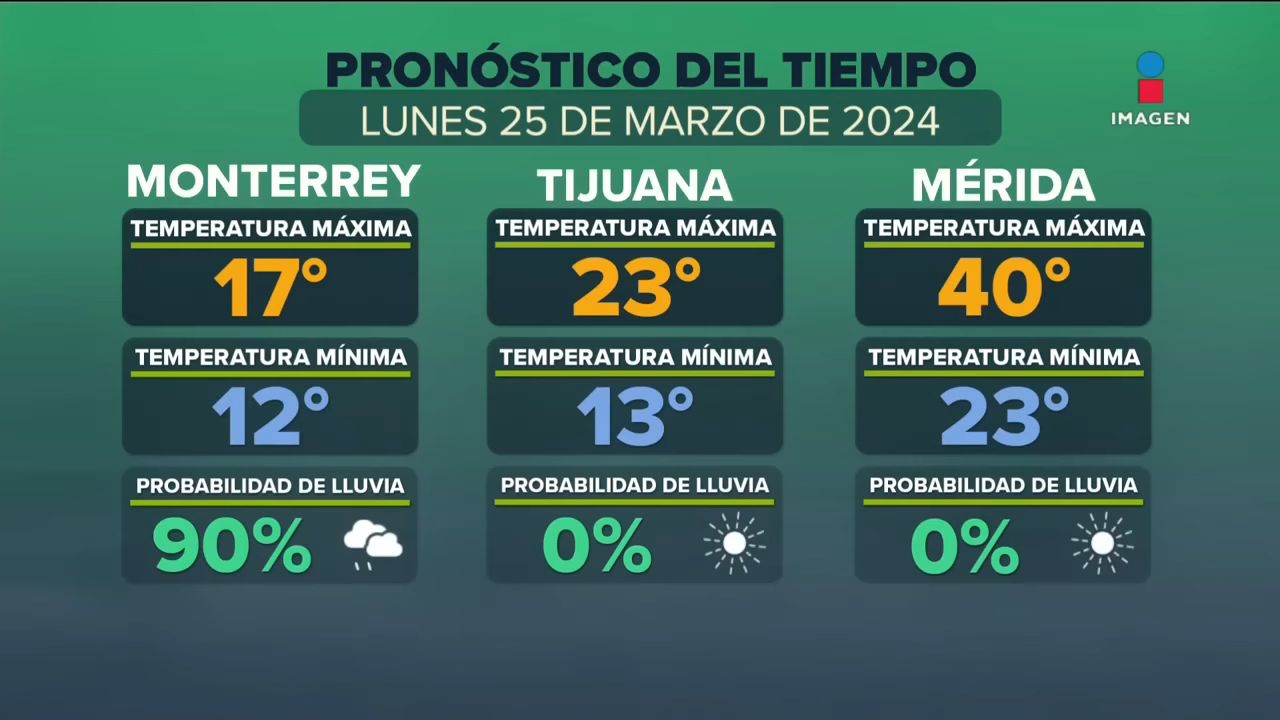 PRONÓSTICO DEL TIEMPO
LUNES 25 DE MARZO DE 2024
IMAGEN
MONTERREY
TEMPERATURA MÁXIMA
17°
TEMPERATURA MÍNIMA
12°
PROBABILIDAD DE LLUVIA
90%
TIJUANA
TEMPERATURA MÁXIMA
23°
TEMPERATURA MÍNIMA
13°
PROBABILIDAD DE LLUVIA
0%
MÉRIDA
TEMPERATURA MÁXIMA
40°
TEMPERATURA MÍNIMA
23°
PROBABILIDAD DE LLUVIA
0%